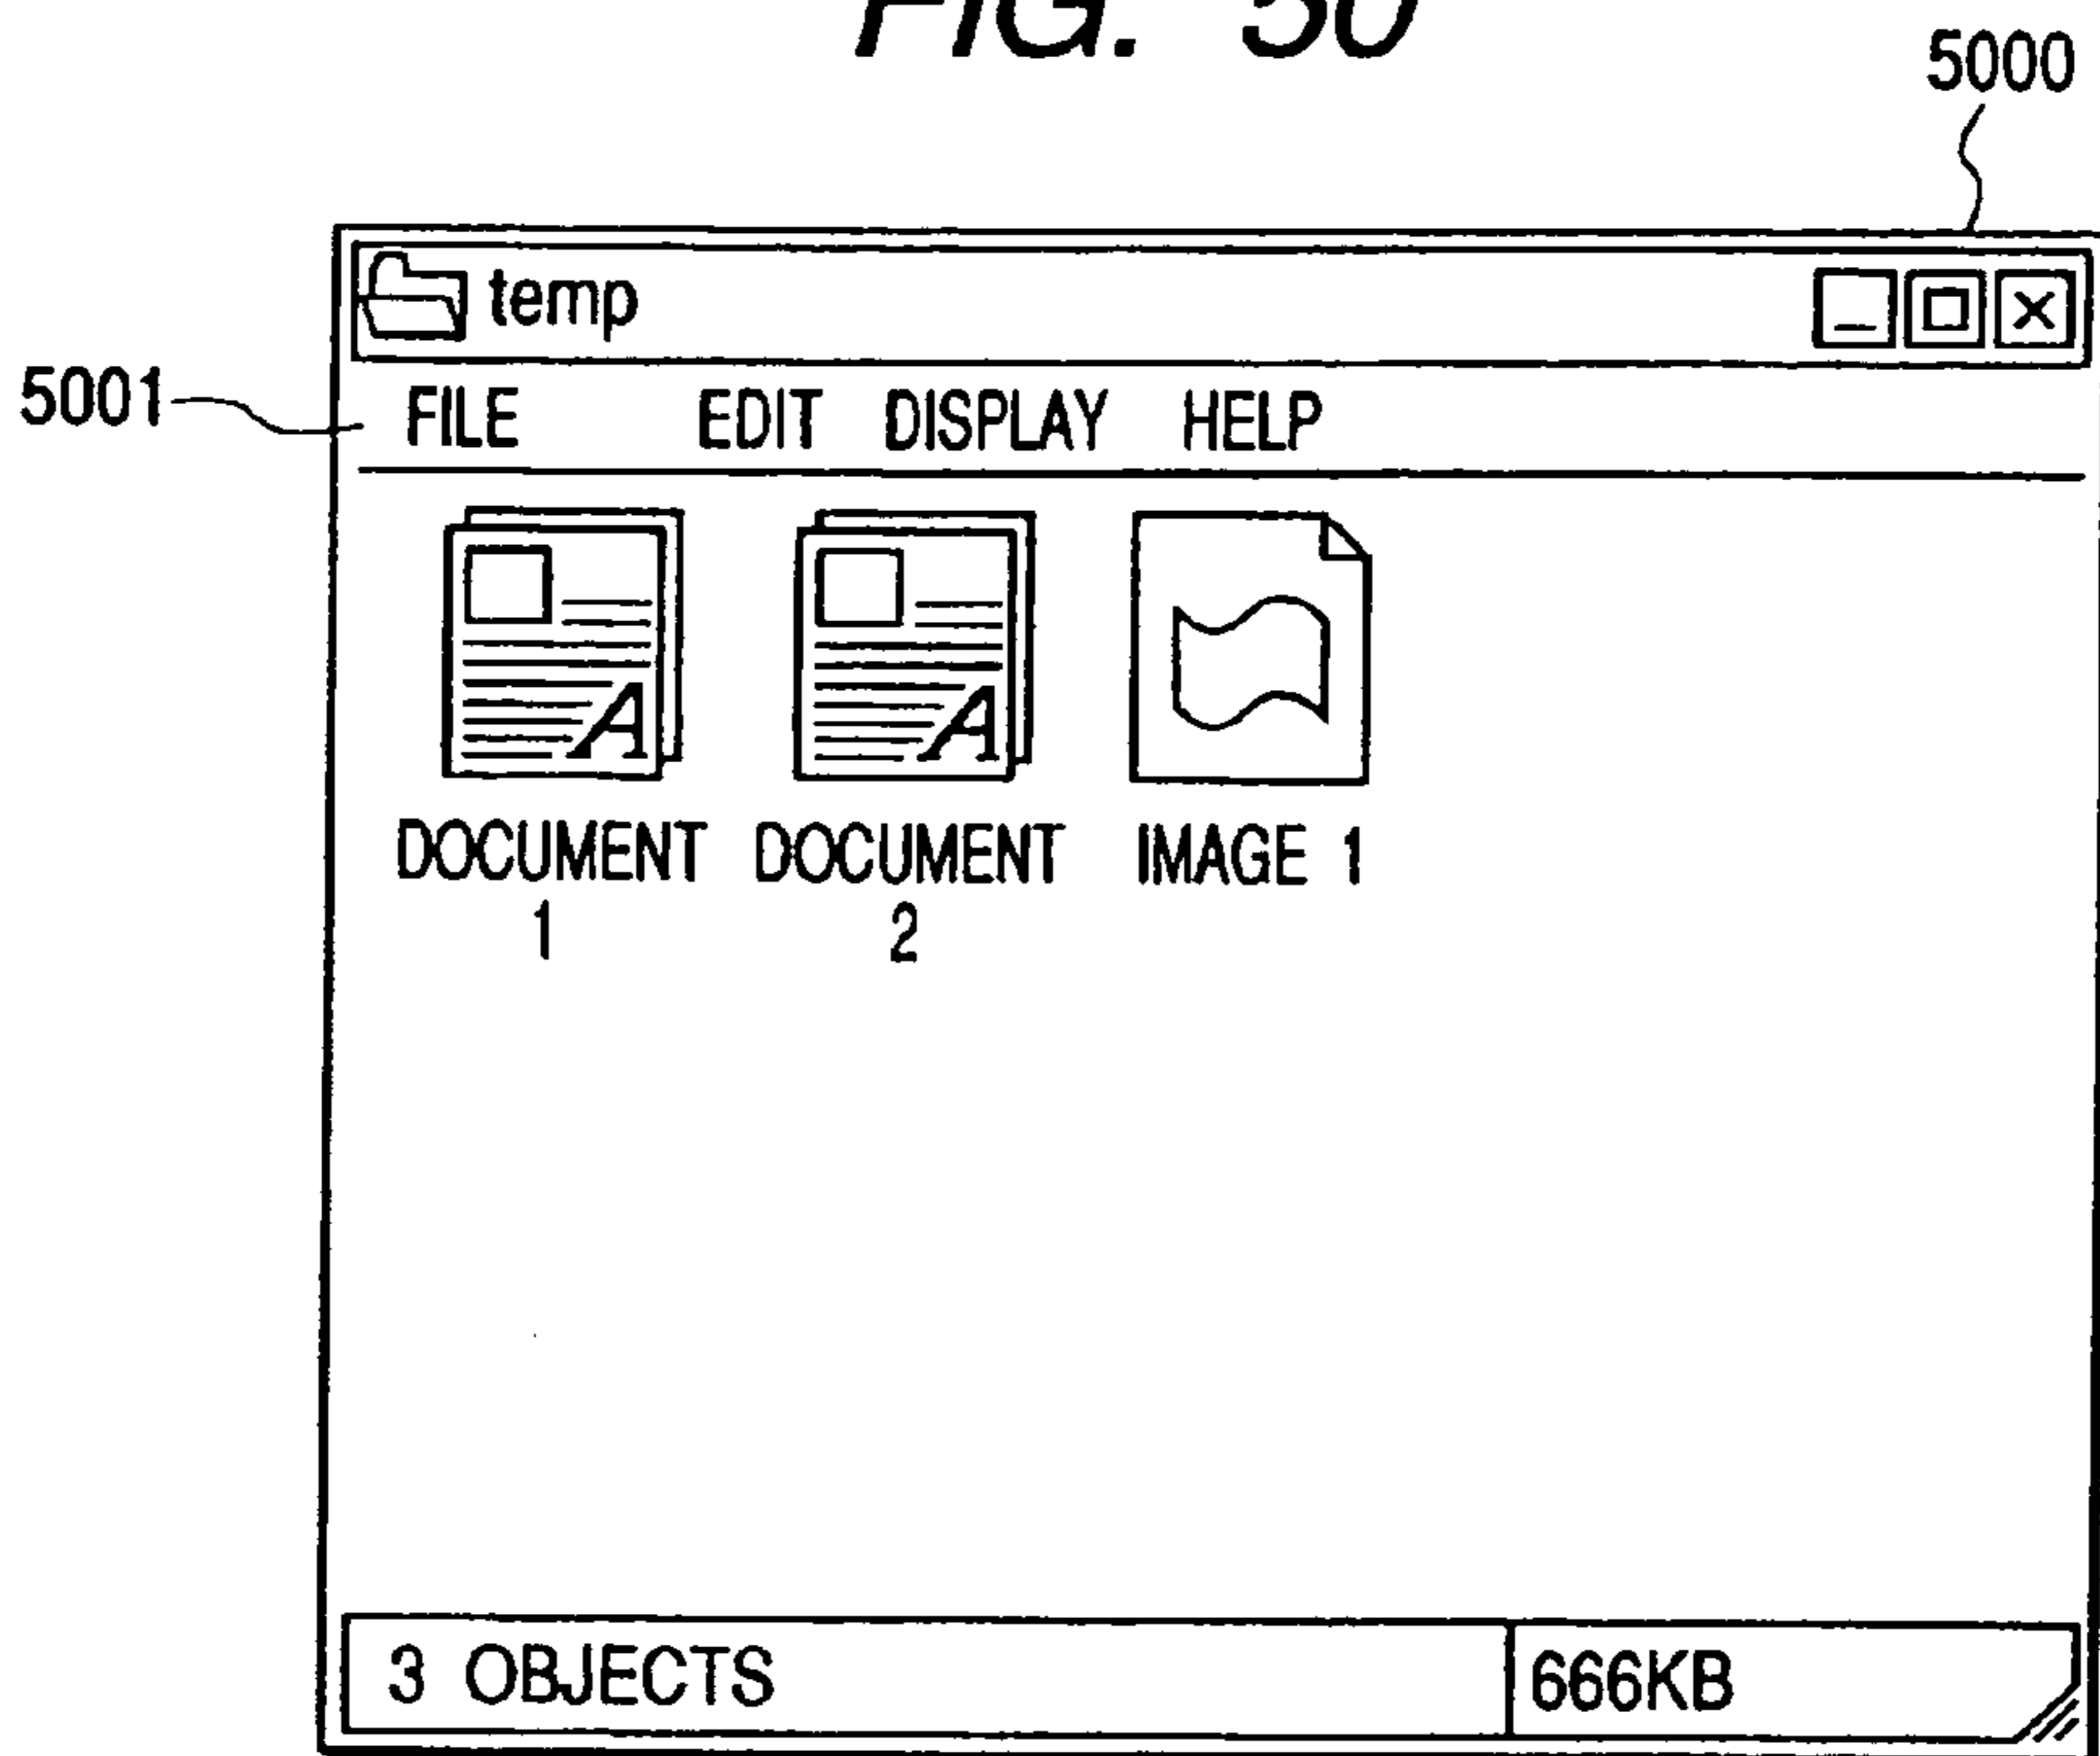 FIG. 50
5000
temp
5001
FILE EDIT DISPLAY HELP
DOCUMENT 1
DOCUMENT 2
IMAGE 1
3 OBJECTS 666KB